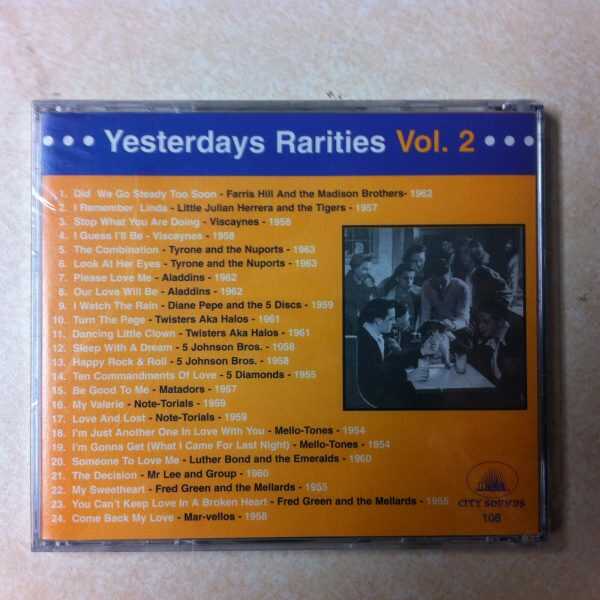 Yesterdays Rarities Vol. 2
1. Did We Go Steady Too Soon - Farris Hill And the Madison Brothers- 1962
2. I Remember Linda - Little Julian Herrera and the Tigers - 1957
3. Stop What You Are Doing - Viscaynes - 1958
4. I Guess I'll Be - Viscaynes - 1958
5. The Combination - Tyrone and the Nuports - 1963
6. Look At Her Eyes - Tyrone and the Nuports - 1963
7. Please Love Me - Aladdins - 1962
8. Our Love Will Be - Aladdins - 1962
9. I Watch The Rain - Diane Pepe and the 5 Discs - 1959
10. Turn The Page - Twisters Aka Halos - 1961
11. Dancing Little Clown - Twisters Aka Halos - 1961
12. Sleep With A Dream - 5 Johnson Bros. - 1958
13. Happy Rock & Roll - 5 Johnson Bros. - 1958
14. Ten Commandments Of Love - 5 Diamonds - 1955
15. Be Good To Me - Matadors - 1957
16. My Valerie - Note-Torials - 1959
17. Love And Lost - Note-Torials - 1959
18. I'm Just Another One In Love With You - Mello-Tones - 1954
19. I'm Gonna Get (What I Came For Last Night) - Mello-Tones - 1954
20. Someone To Love Me - Luther Bond and the Emeralds - 1960
21. The Decision - Mr Lee and Group - 1960
22. My Sweetheart - Fred Green and the Mellards - 1955
23. You Can't Keep Love In A Broken Heart - Fred Green and the Mellards - 1955
24. Come Back My Love - Mar-vellos - 1958
CITY SOUNDS
108